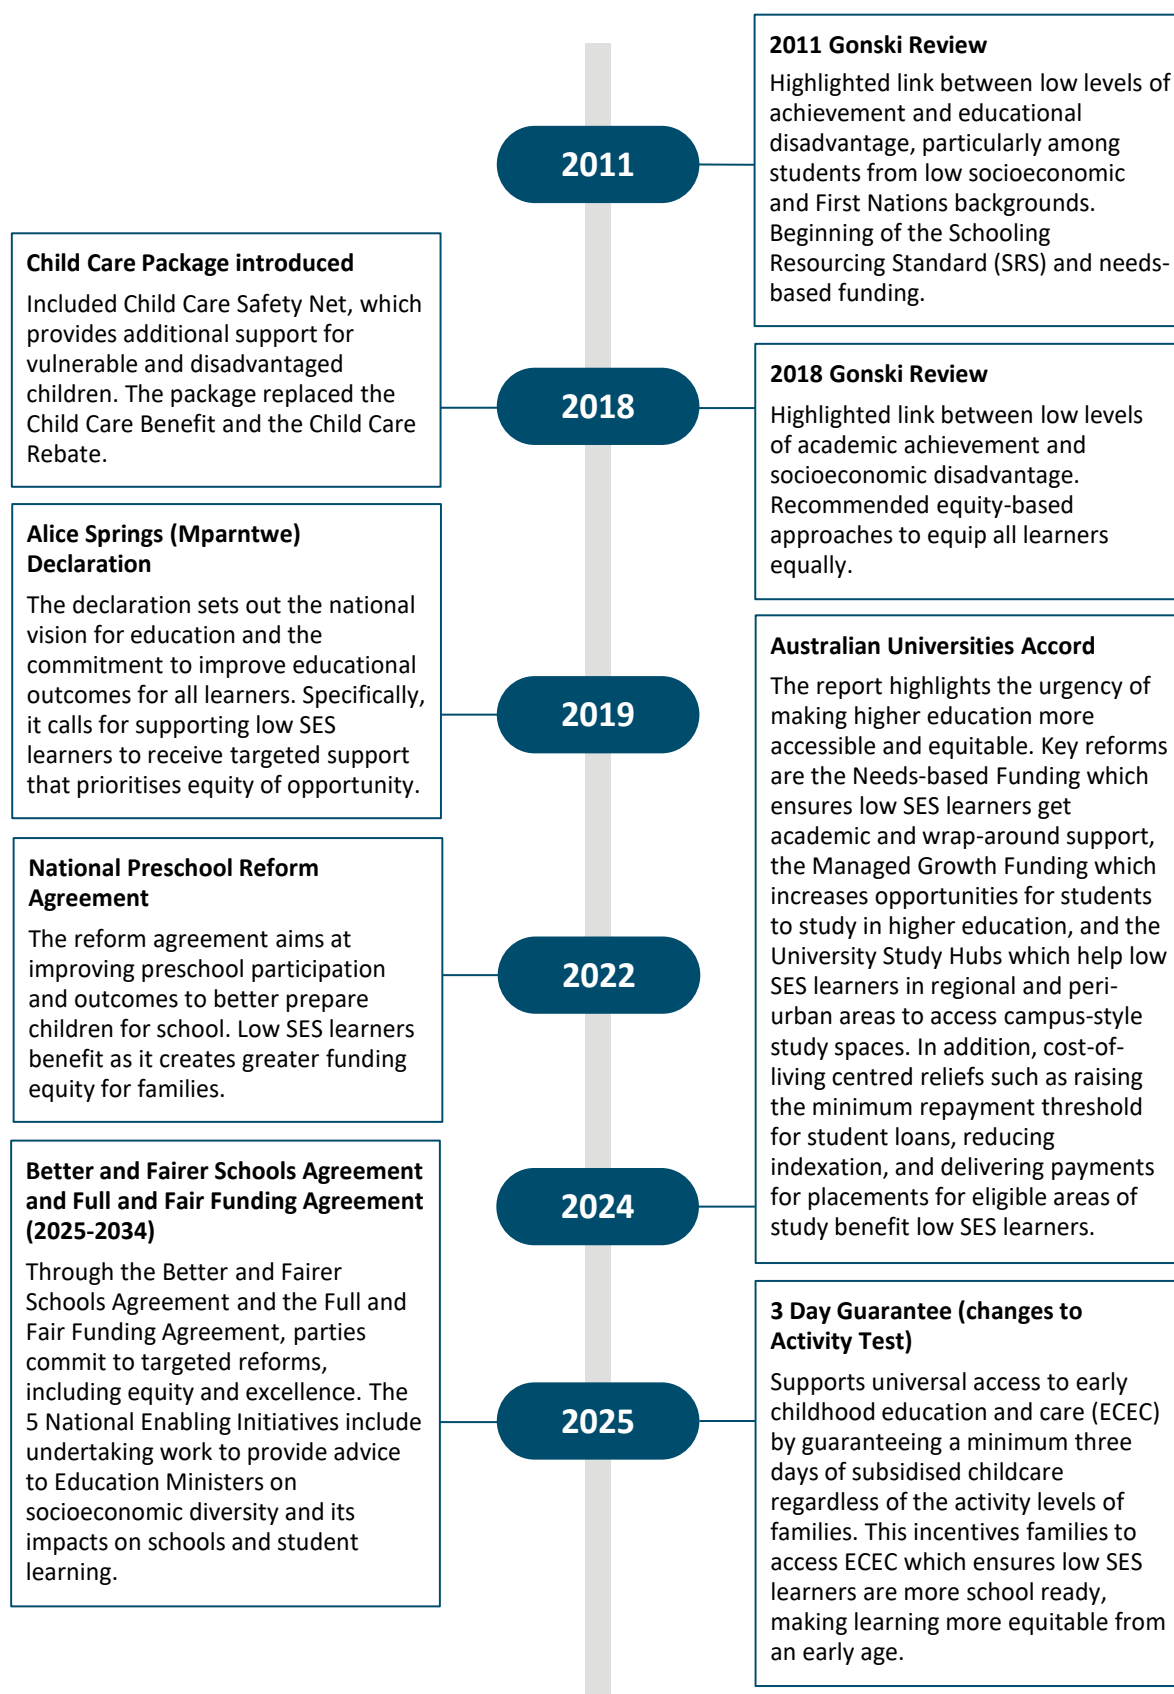 2011
2011 Gonski Review
Highlighted link between low levels of
achievement and educational
disadvantage, particularly among
students from low socioeconomic
and First Nations backgrounds.
Beginning of the Schooling
Resourcing Standard (SRS) and needs-
based funding.
Child Care Package introduced
Included Child Care Safety Net, which
provides additional support for
vulnerable and disadvantaged
children. The package replaced the
Child Care Benefit and the Child Care
Rebate.
2018
2018 Gonski Review
Highlighted link between low levels
of academic achievement and
socioeconomic disadvantage.
Recommended equity-based
approaches to equip all learners
equally.
Alice Springs (Mparntwe)
Declaration
The declaration sets out the national
vision for education and the
commitment to improve educational
outcomes for all learners. Specifically,
it calls for supporting low SES
learners to receive targeted support
that prioritises equity of opportunity.
2019
National Preschool Reform
Agreement
The reform agreement aims at
improving preschool participation
and outcomes to better prepare
children for school. Low SES learners
benefit as it creates greater funding
equity for families.
2022
Australian Universities Accord
The report highlights the urgency of
making higher education more
accessible and equitable. Key reforms
are the Needs-based Funding which
ensures low SES learners get
academic and wrap-around support,
the Managed Growth Funding which
increases opportunities for students
to study in higher education, and the
University Study Hubs which help low
SES learners in regional and peri-
urban areas to access campus-style
study spaces. In addition, cost-of-
living centred reliefs such as raising
the minimum repayment threshold
for student loans, reducing
indexation, and delivering payments
for placements for eligible areas of
study benefit low SES learners.
2024
Better and Fairer Schools Agreement
and Full and Fair Funding Agreement
(2025-2034)
Through the Better and Fairer
Schools Agreement and the Full and
Fair Funding Agreement, parties
commit to targeted reforms,
including equity and excellence. The
5 National Enabling Initiatives include
undertaking work to provide advice
to Education Ministers on
socioeconomic diversity and its
impacts on schools and student
learning.
2025
3 Day Guarantee (changes to
Activity Test)
Supports universal access to early
childhood education and care (ECEC)
by guaranteeing a minimum three
days of subsidised childcare
regardless of the activity levels of
families. This incentives families to
access ECEC which ensures low SES
learners are more school ready,
making learning more equitable from
an early age.